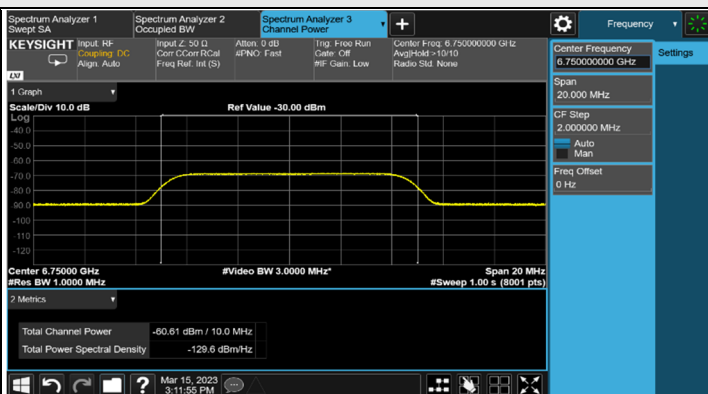 Spectrum Analyzer 1
Swept SA
Spectrum Analyzer 2
Occupied BW
Spectrum Analyzer 3
Channel Power
Frequency
KEYSIGHT
LXI
Input: RF
Coupling: DC
Align: Auto
Input Z: 50 Ω
Corr CCorr RCal
Freq Ref: Int (S)
Atten: 0 dB
#PNO: Fast
Trig: Free Run
Gate: Off
#IF Gain: Low
Center Freq: 6.750000000 GHz
Avg|Hold:>10/10
Radio Std: None
Center Frequency
6.750000000 GHz
Settings
Span
20.000 MHz
CF Step
2.000000 MHz
Auto
Man
Freq Offset
0 Hz
1 Graph
Scale/Div 10.0 dB
Ref Value -30.00 dBm
Log
-40.0
-50.0
-60.0
-70.0
-80.0
-90.0
-100
-110
-120
Center 6.75000 GHz
#Video BW 3.0000 MHz*
Span 20 MHz
#Res BW 1.0000 MHz
#Sweep 1.00 s (8001 pts)
2 Metrics
Total Channel Power
-60.61 dBm / 10.0 MHz
Total Power Spectral Density
-129.6 dBm/Hz
?
Mar 15, 2023
3:11:55 PM